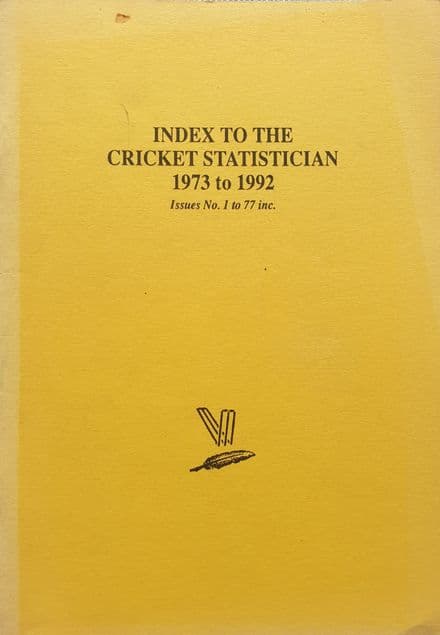 INDEX TO THE
CRICKET STATISTICIAN
1973 to 1992
Issues No. 1 to 77 inc.